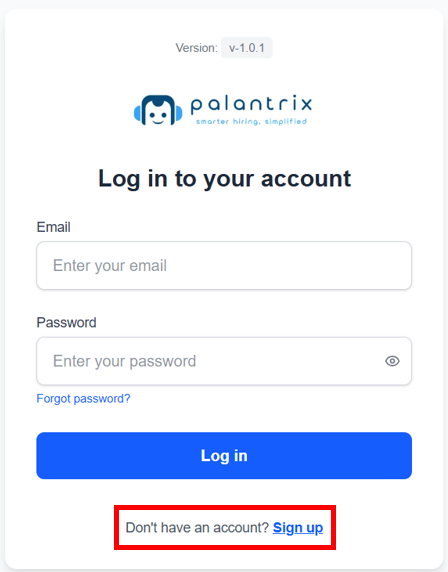 Version: v-1.0.1
palantrix
smarter hiring, simplified
Log in to your account
Email
Enter your email
Password
Enter your password
Forgot password?
Log in
Don't have an account? Sign up